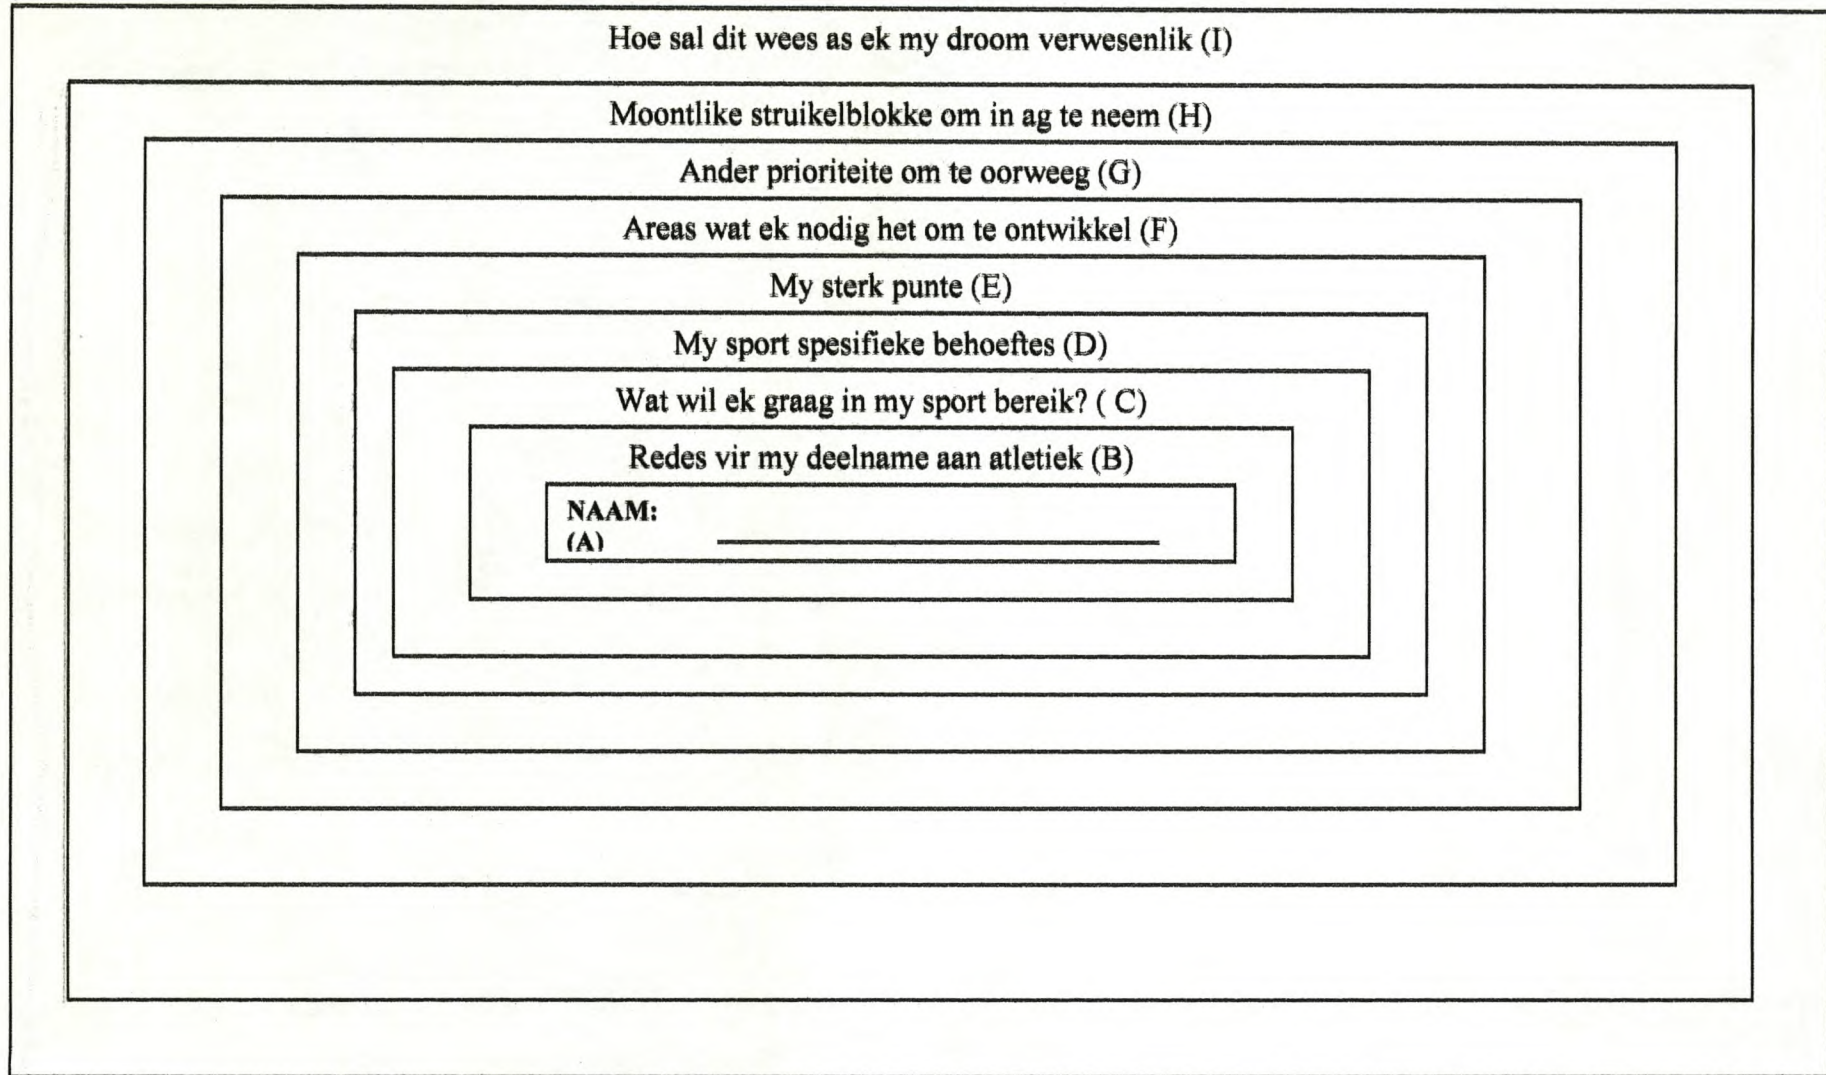 Hoe sal dit wees as ek my droom verwesenlik (I)
Moontlike struikelblokke om in ag te neem (H)
Ander prioriteite om te oorweeg (G)
Areas wat ek nodig het om te ontwikkel (F)
My sterk punte (E)
My sport spesifieke behoeftes (D)
Wat wil ek graag in my sport bereik? ( C)
Redes vir my deelname aan atletiek (B)
NAAM:
(A)